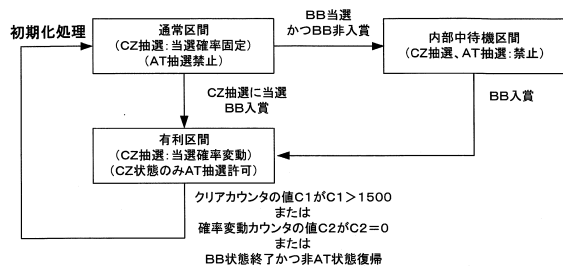 初期化処理
通常区間
(CZ抽選:当選確率固定)
(AT抽選禁止)
BB当選
かつBB非入賞
内部中待機区間
(CZ抽選、AT抽選:禁止)
CZ抽選に当選
BB入賞
BB入賞
有利区間
(CZ抽選:当選確率変動)
(CZ状態のみAT抽選許可)
クリアカウンタの値C1がC1>1500
または
確率変動カウンタの値C2がC2=0
または
BB状態終了かつ非AT状態復帰